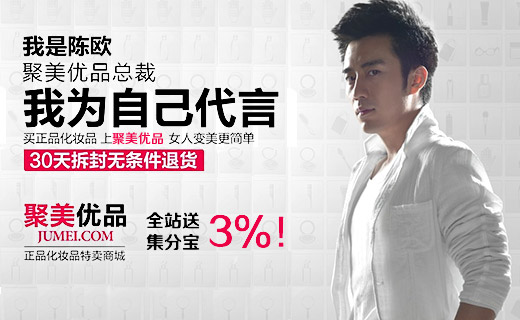 我是陈欧
聚美优品总裁
我为自己代言
买正品化妆品 上聚美优品 女人变美更简单
30天拆封无条件退货
聚美优品
JUMEI.COM
正品化妆品特卖商城
全站送
集分宝
3%!